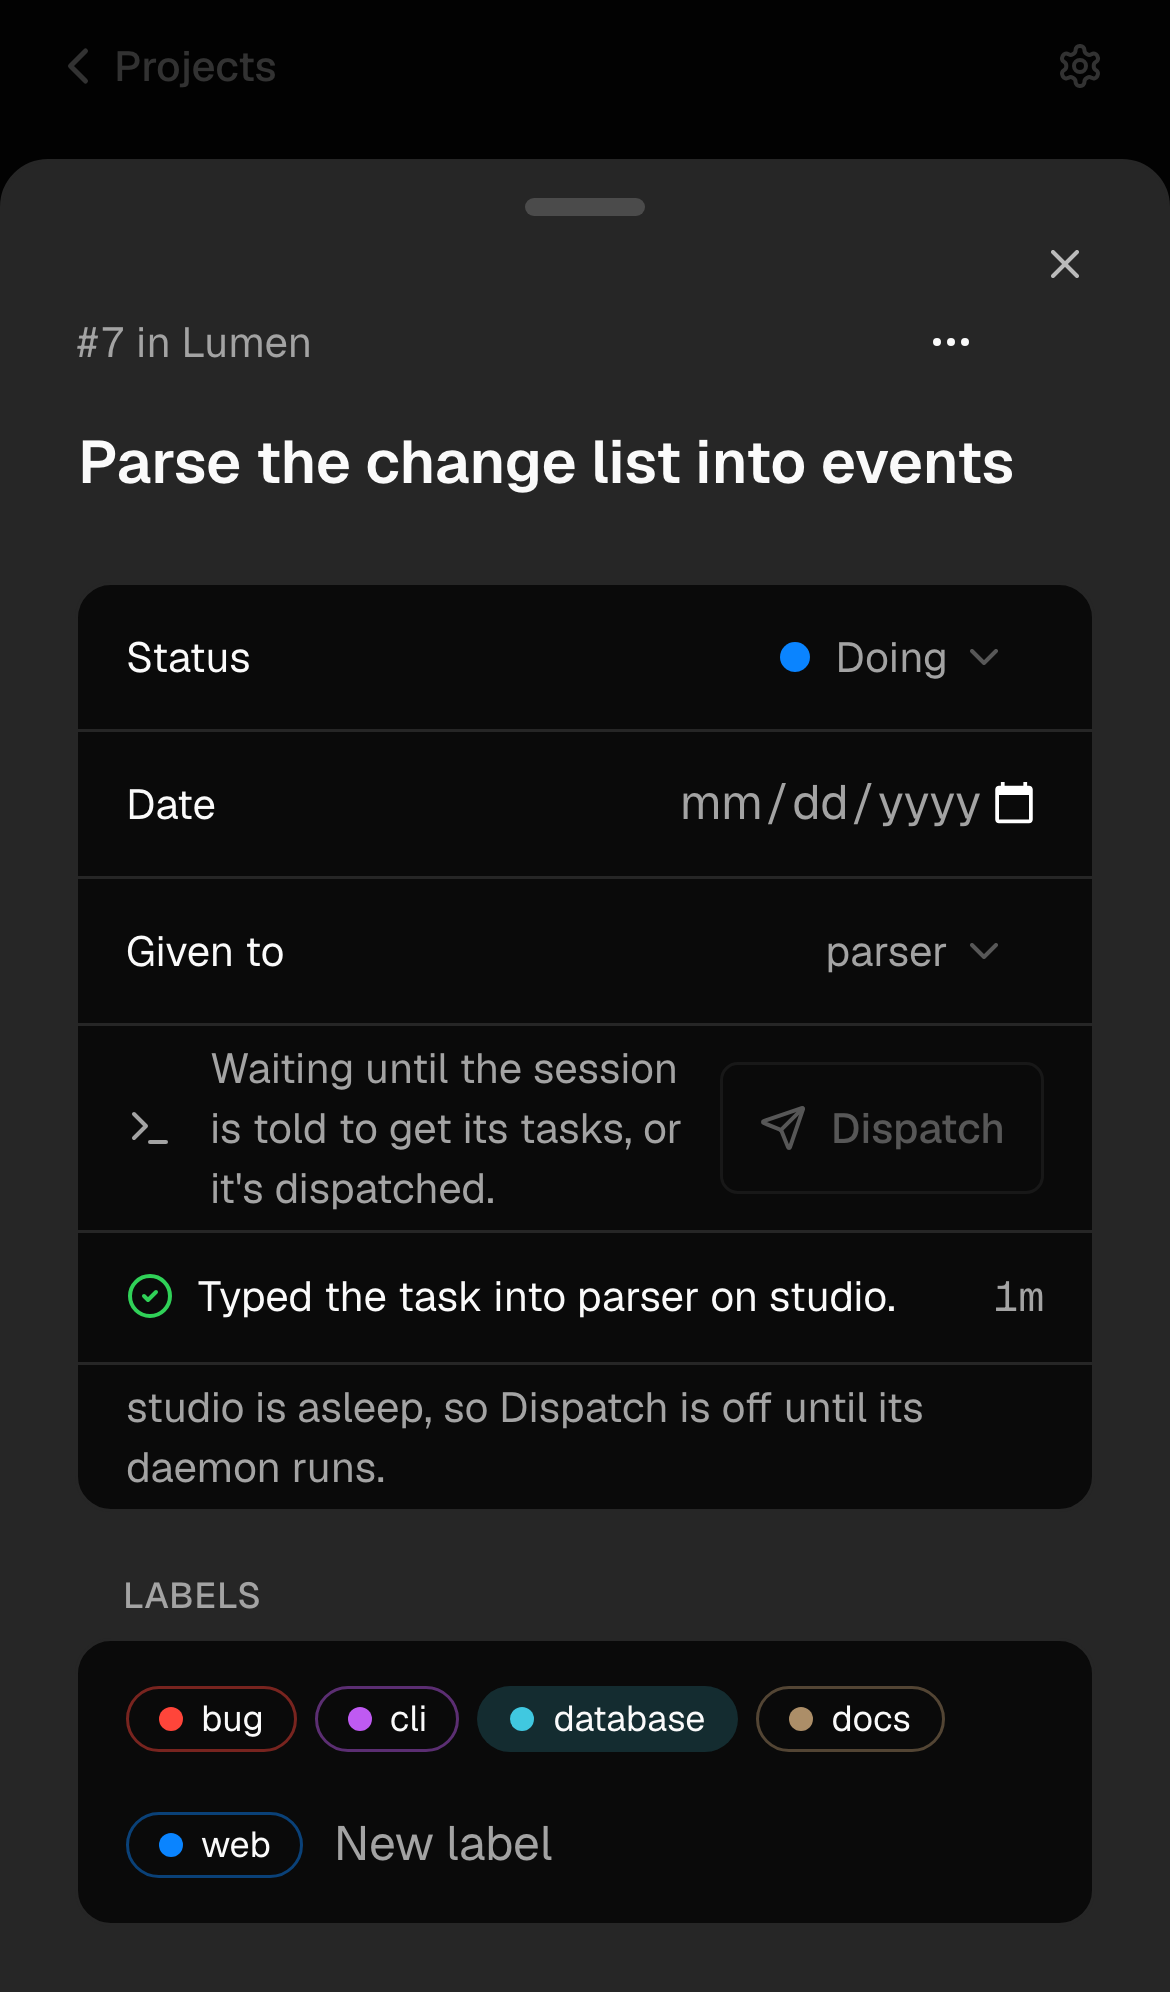 Projects
#7 in Lumen
Parse the change list into events
Status
Doing
Date
mm/dd/yyyy
Given to
parser
Waiting until the session
is told to get its tasks, or
it's dispatched.
Dispatch
Typed the task into parser on studio.
1m
studio is asleep, so Dispatch is off until its
daemon runs.
LABELS
bug
cli
database
docs
web
New label